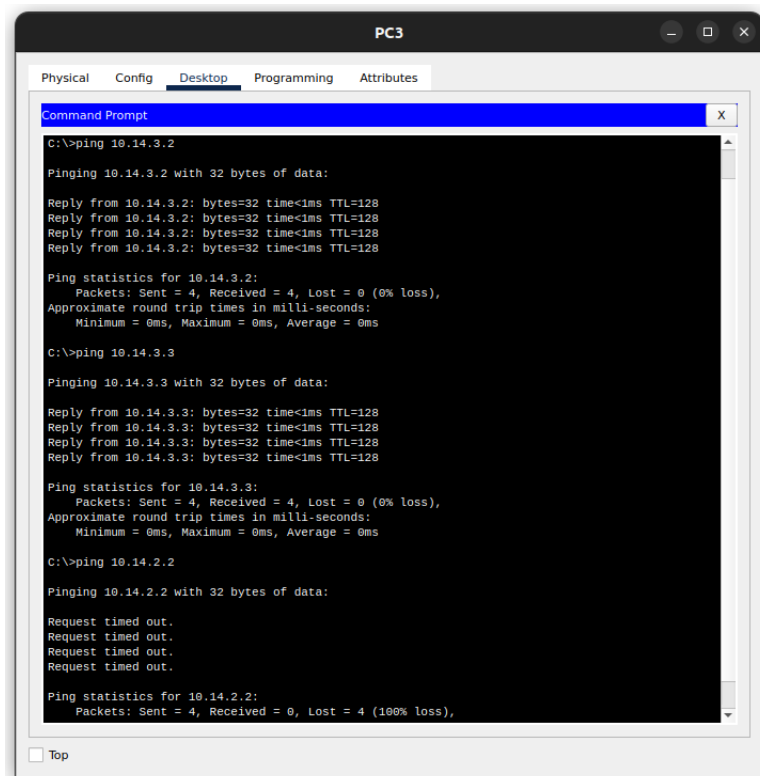 PC3
Physical Config Desktop Programming Attributes
Command Prompt X
C:\>ping 10.14.3.2
Pinging 10.14.3.2 with 32 bytes of data:
Reply from 10.14.3.2: bytes=32 time<1ms TTL=128
Reply from 10.14.3.2: bytes=32 time<1ms TTL=128
Reply from 10.14.3.2: bytes=32 time<1ms TTL=128
Reply from 10.14.3.2: bytes=32 time<1ms TTL=128
Ping statistics for 10.14.3.2:
Packets: Sent = 4, Received = 4, Lost = 0 (0% loss),
Approximate round trip times in milli-seconds:
Minimum = 0ms, Maximum = 0ms, Average = 0ms
C:\>ping 10.14.3.3
Pinging 10.14.3.3 with 32 bytes of data:
Reply from 10.14.3.3: bytes=32 time<1ms TTL=128
Reply from 10.14.3.3: bytes=32 time<1ms TTL=128
Reply from 10.14.3.3: bytes=32 time<1ms TTL=128
Reply from 10.14.3.3: bytes=32 time<1ms TTL=128
Ping statistics for 10.14.3.3:
Packets: Sent = 4, Received = 4, Lost = 0 (0% loss),
Approximate round trip times in milli-seconds:
Minimum = 0ms, Maximum = 0ms, Average = 0ms
C:\>ping 10.14.2.2
Pinging 10.14.2.2 with 32 bytes of data:
Request timed out.
Request timed out.
Request timed out.
Request timed out.
Ping statistics for 10.14.2.2:
Packets: Sent = 4, Received = 0, Lost = 4 (100% loss),
Top